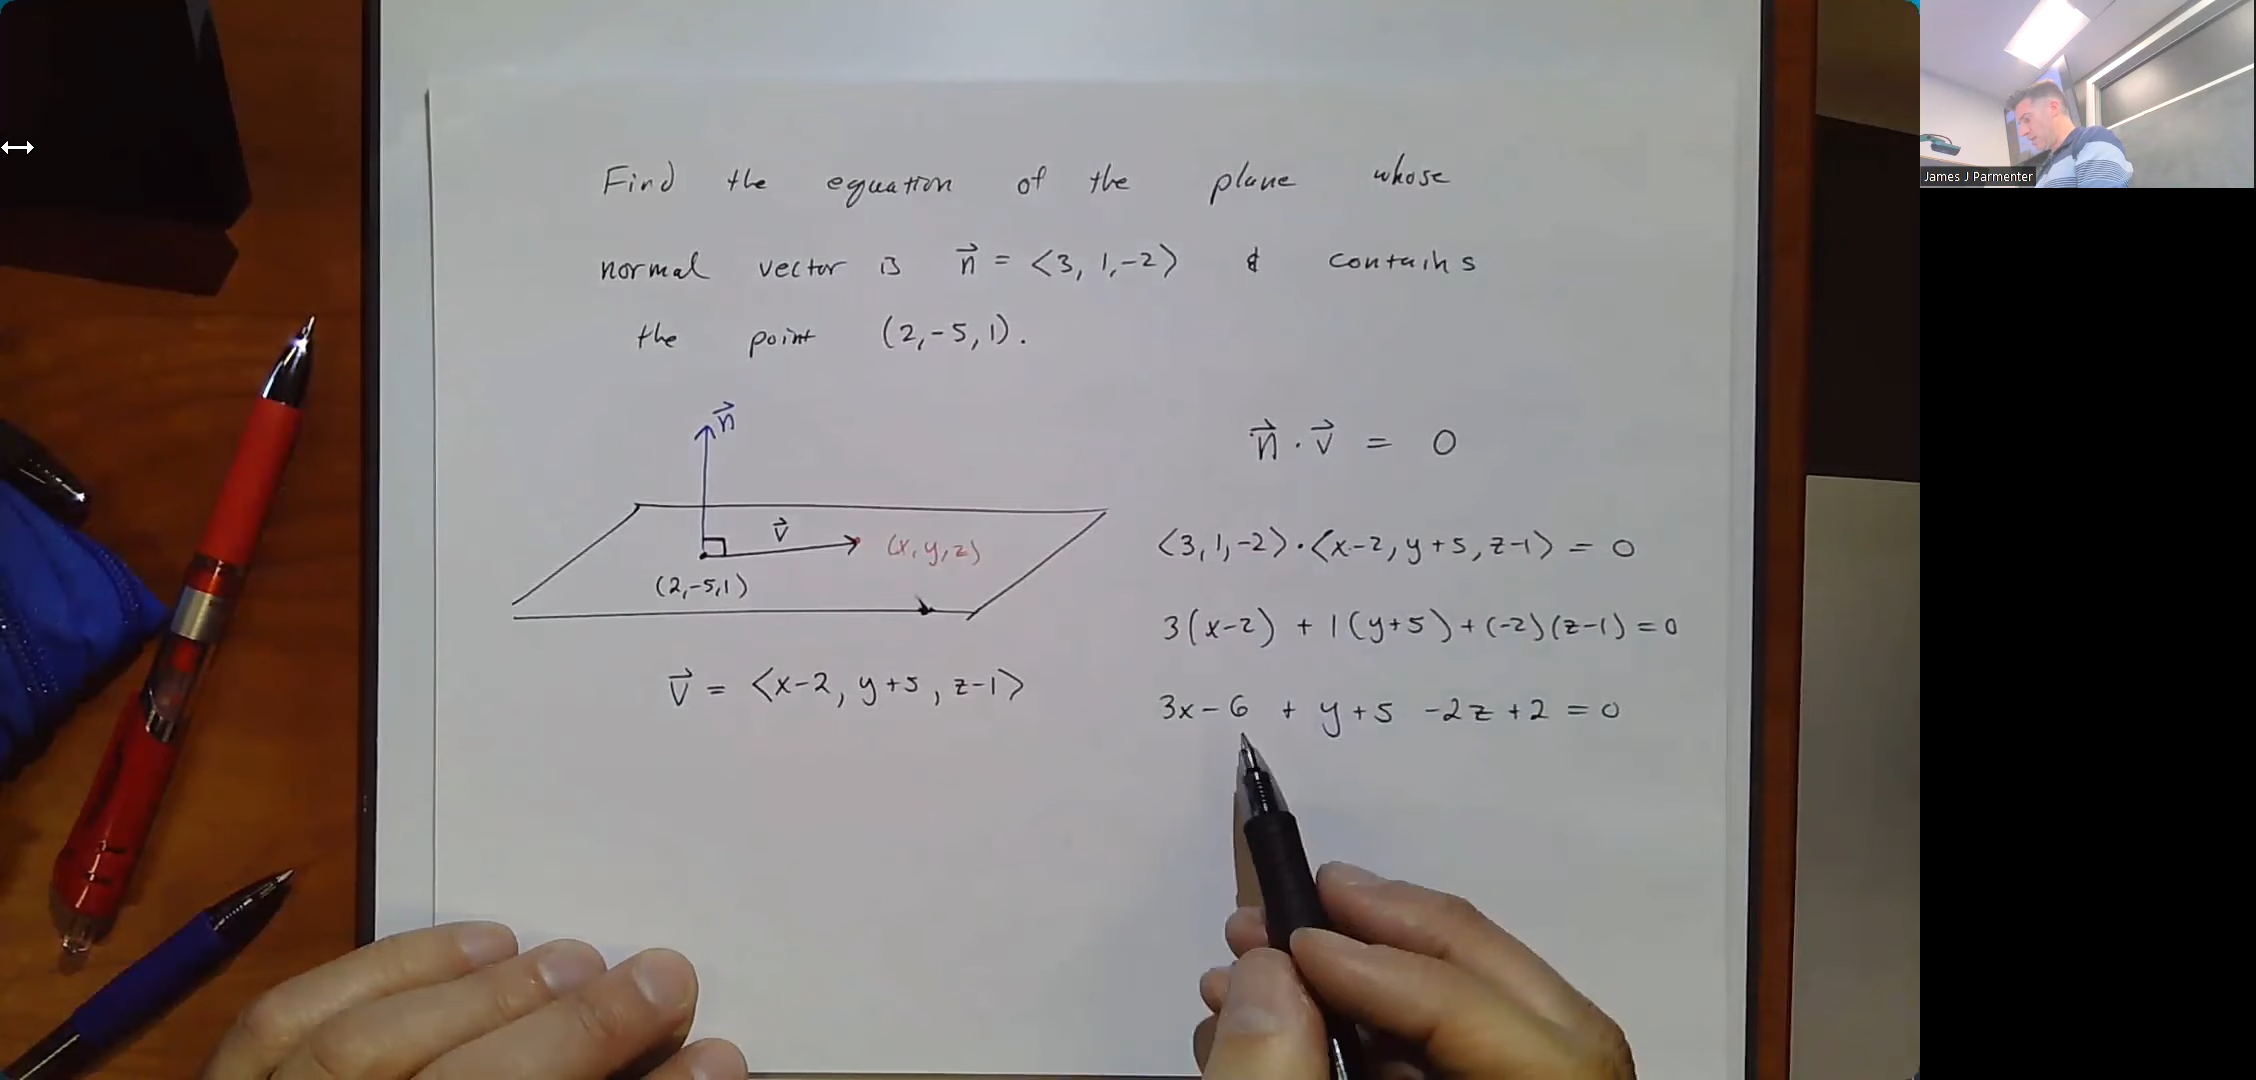 Find the equation of the plane whose
normal vector is n⃗ = ⟨3, 1, -2⟩ & contains
the point (2, -5, 1).
n⃗
v⃗
(x, y, z)
(2, -5, 1)
v⃗ = ⟨x-2, y+5, z-1⟩
n⃗ · v⃗ = 0
⟨3, 1, -2⟩ · ⟨x-2, y+5, z-1⟩ = 0
3(x-2) + 1(y+5) + (-2)(z-1) = 0
3x - 6 + y + 5 - 2z + 2 = 0
James J Parmenter